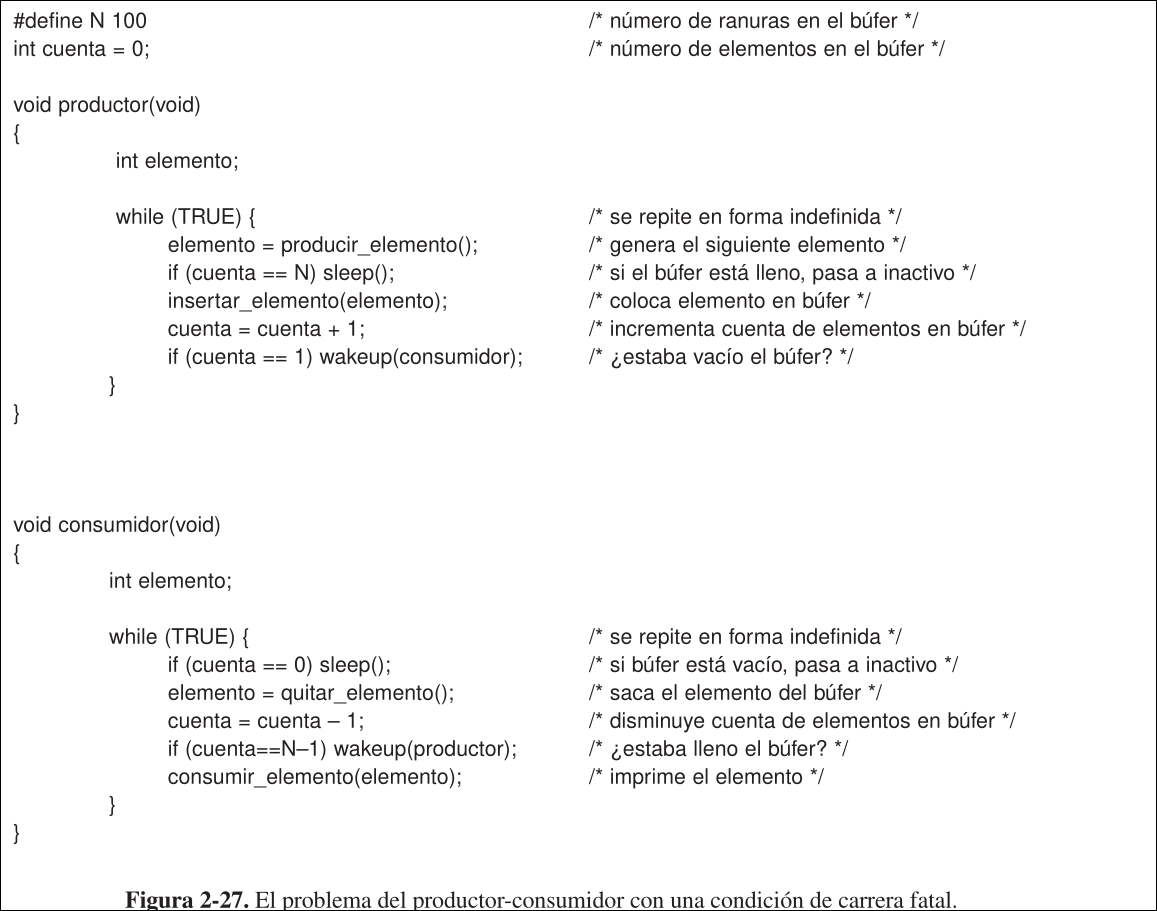 #define N 100 /* número de ranuras en el búfer */
int cuenta = 0; /* número de elementos en el búfer */
void productor(void)
{
int elemento;
while (TRUE) { /* se repite en forma indefinida */
elemento = producir_elemento(); /* genera el siguiente elemento */
if (cuenta == N) sleep(); /* si el búfer está lleno, pasa a inactivo */
insertar_elemento(elemento); /* coloca elemento en búfer */
cuenta = cuenta + 1; /* incrementa cuenta de elementos en búfer */
if (cuenta == 1) wakeup(consumidor); /* ¿estaba vacío el búfer? */
}
}
void consumidor(void)
{
int elemento;
while (TRUE) { /* se repite en forma indefinida */
if (cuenta == 0) sleep(); /* si búfer está vacío, pasa a inactivo */
elemento = quitar_elemento(); /* saca el elemento del búfer */
cuenta = cuenta – 1; /* disminuye cuenta de elementos en búfer */
if (cuenta==N–1) wakeup(productor); /* ¿estaba lleno el búfer? */
consumir_elemento(elemento); /* imprime el elemento */
}
}
Figura 2-27. El problema del productor-consumidor con una condición de carrera fatal.